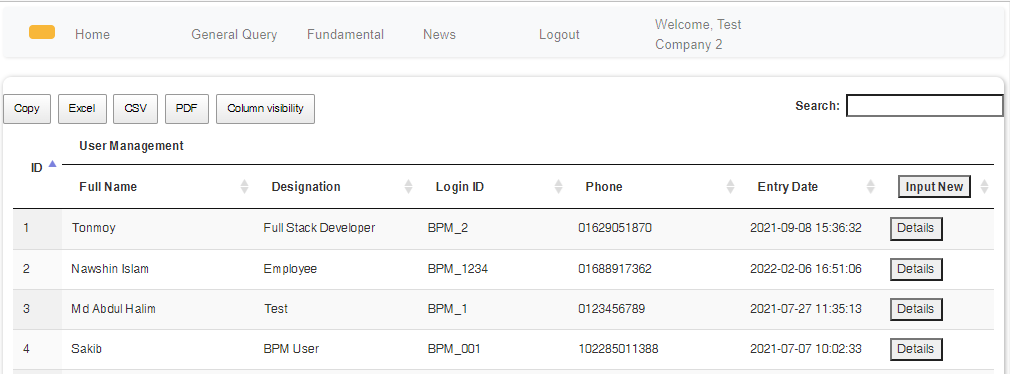 Home General Query Fundamental News Logout Welcome, Test
Company 2
Copy Excel CSV PDF Column visibility Search:
User Management
ID
Full Name Designation Login ID Phone Entry Date Input New
1 Tonmoy Full Stack Developer BPM_2 01629051870 2021-09-08 15:36:32 Details
2 Nawshin Islam Employee BPM_1234 01688917362 2022-02-06 16:51:06 Details
3 Md Abdul Halim Test BPM_1 0123456789 2021-07-27 11:35:13 Details
4 Sakib BPM User BPM_001 102285011388 2021-07-07 10:02:33 Details